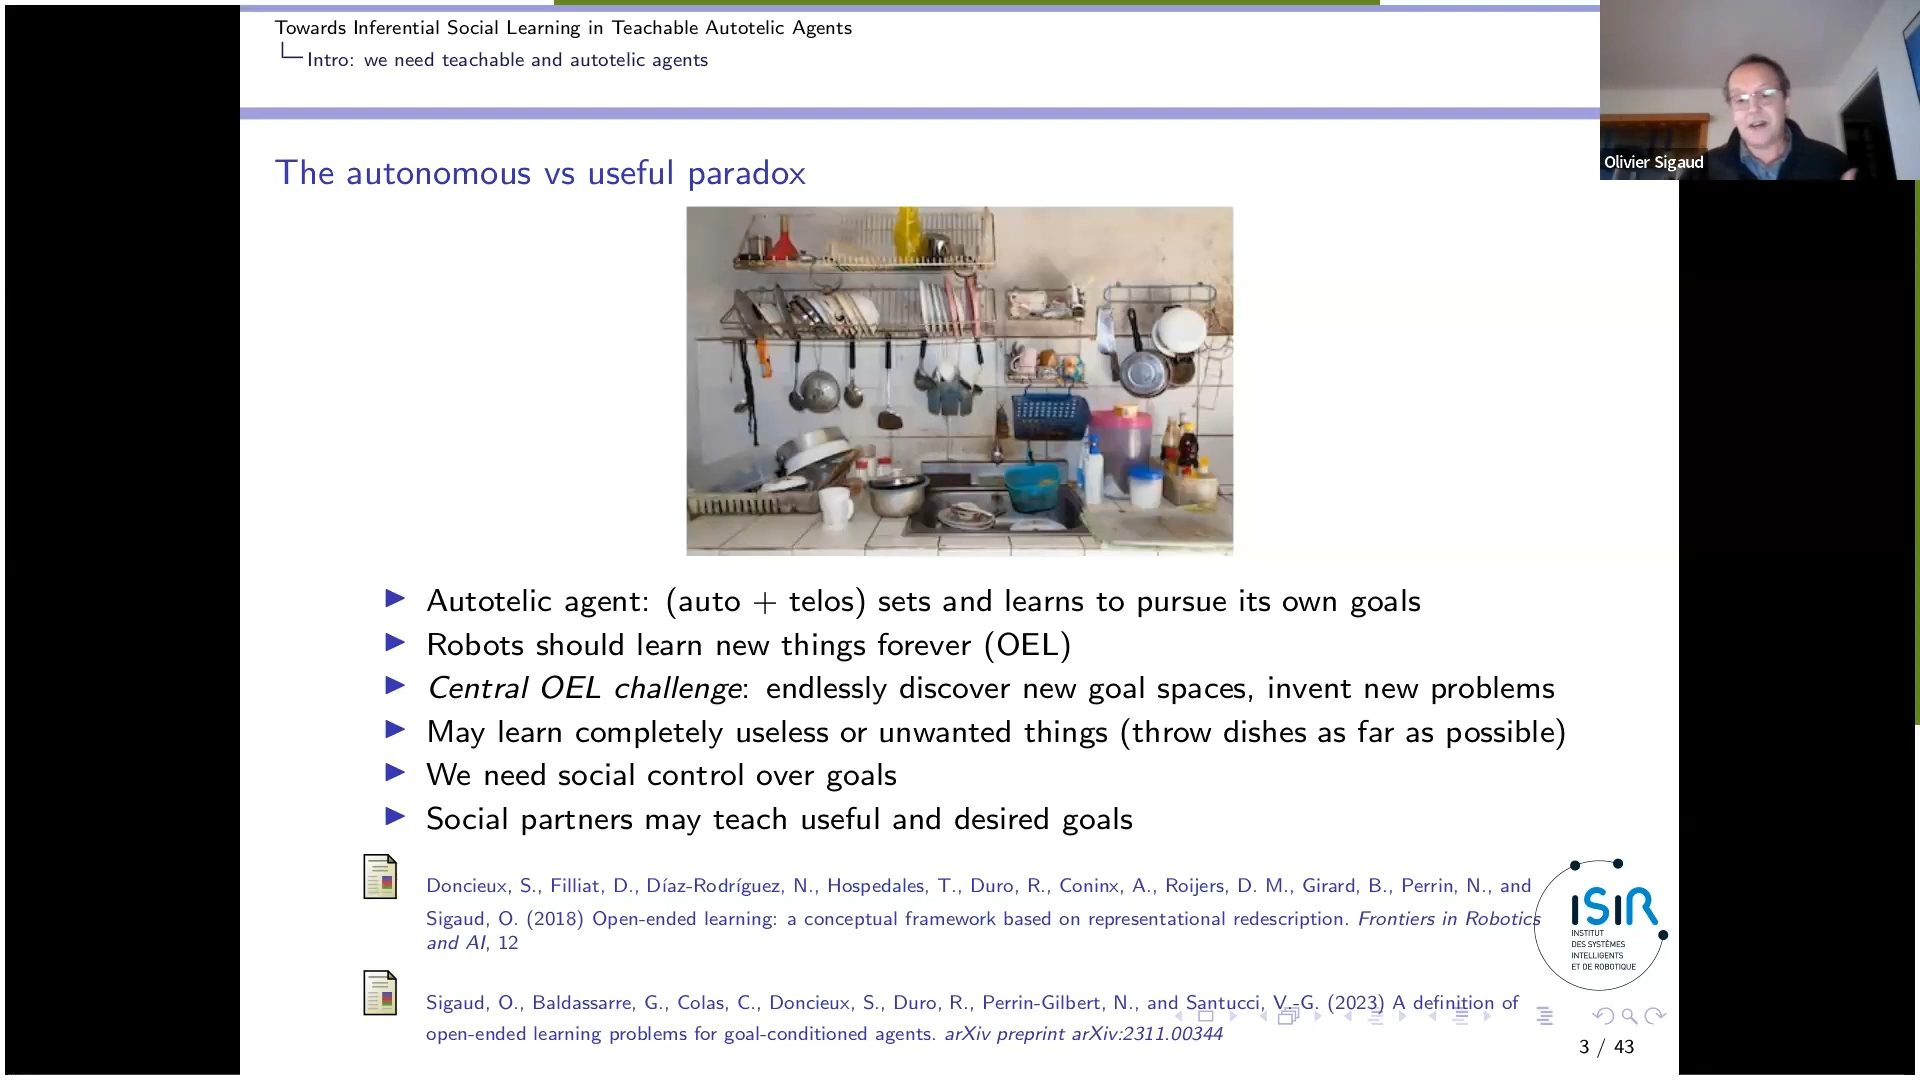 Towards Inferential Social Learning in Teachable Autotelic Agents
Intro: we need teachable and autotelic agents
Olivier Sigaud
The autonomous vs useful paradox
Autotelic agent: (auto + telos) sets and learns to pursue its own goals
Robots should learn new things forever (OEL)
Central OEL challenge: endlessly discover new goal spaces, invent new problems
May learn completely useless or unwanted things (throw dishes as far as possible)
We need social control over goals
Social partners may teach useful and desired goals
Doncieux, S., Filliat, D., Díaz-Rodríguez, N., Hospedales, T., Duro, R., Coninx, A., Roijers, D. M., Girard, B., Perrin, N., and
Sigaud, O. (2018) Open-ended learning: a conceptual framework based on representational redescription. Frontiers in Robotics
and AI, 12
ISIR
INSTITUT
DES SYSTÈMES
INTELLIGENTS
ET DE ROBOTIQUE
Sigaud, O., Baldassarre, G., Colas, C., Doncieux, S., Duro, R., Perrin-Gilbert, N., and Santucci, V.-G. (2023) A definition of
open-ended learning problems for goal-conditioned agents. arXiv preprint arXiv:2311.00344
3 / 43